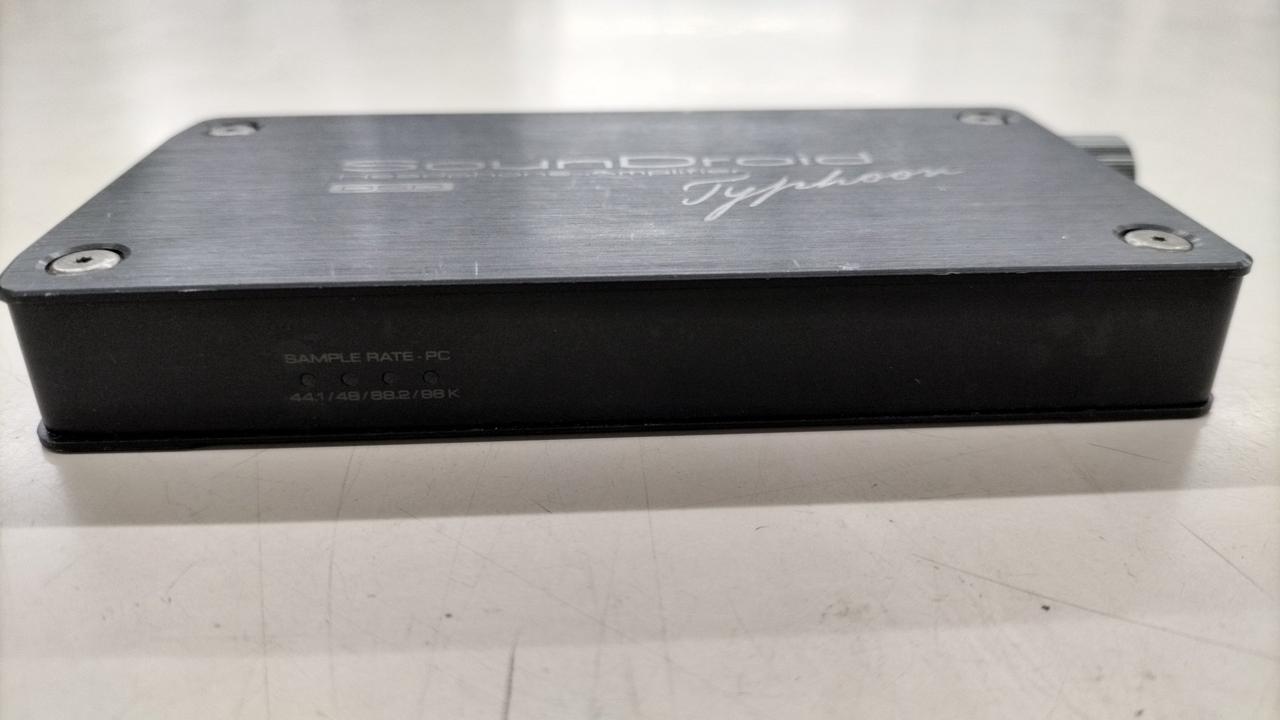 SounDroid
Headphone Amplifier
Typhoon
SAMPLE RATE - PC
44.1 / 48 / 88.2 / 96 K